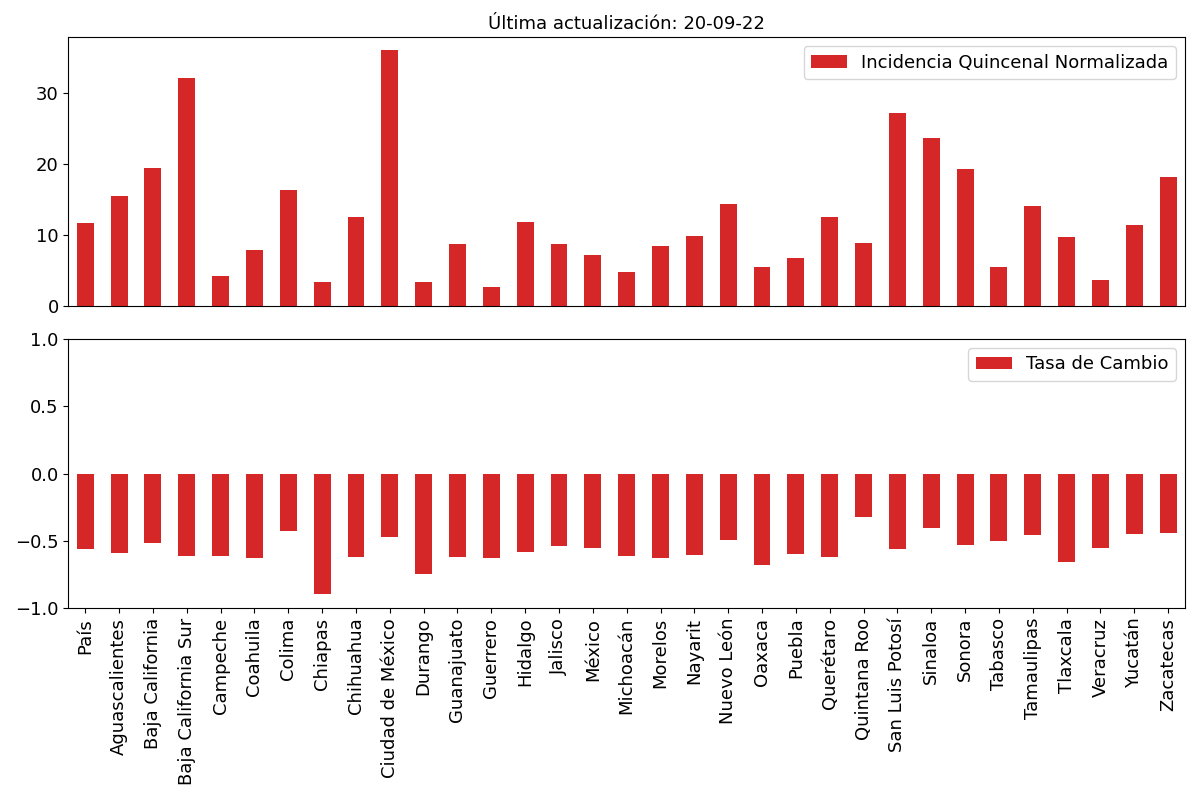 Última actualización: 20-09-22
Incidencia Quincenal Normalizada
30
20
10
0
Tasa de Cambio
1.0
0.5
0.0
−0.5
−1.0
País
Aguascalientes
Baja California
Baja California Sur
Campeche
Coahuila
Colima
Chiapas
Chihuahua
Ciudad de México
Durango
Guanajuato
Guerrero
Hidalgo
Jalisco
México
Michoacán
Morelos
Nayarit
Nuevo León
Oaxaca
Puebla
Querétaro
Quintana Roo
San Luis Potosí
Sinaloa
Sonora
Tabasco
Tamaulipas
Tlaxcala
Veracruz
Yucatán
Zacatecas